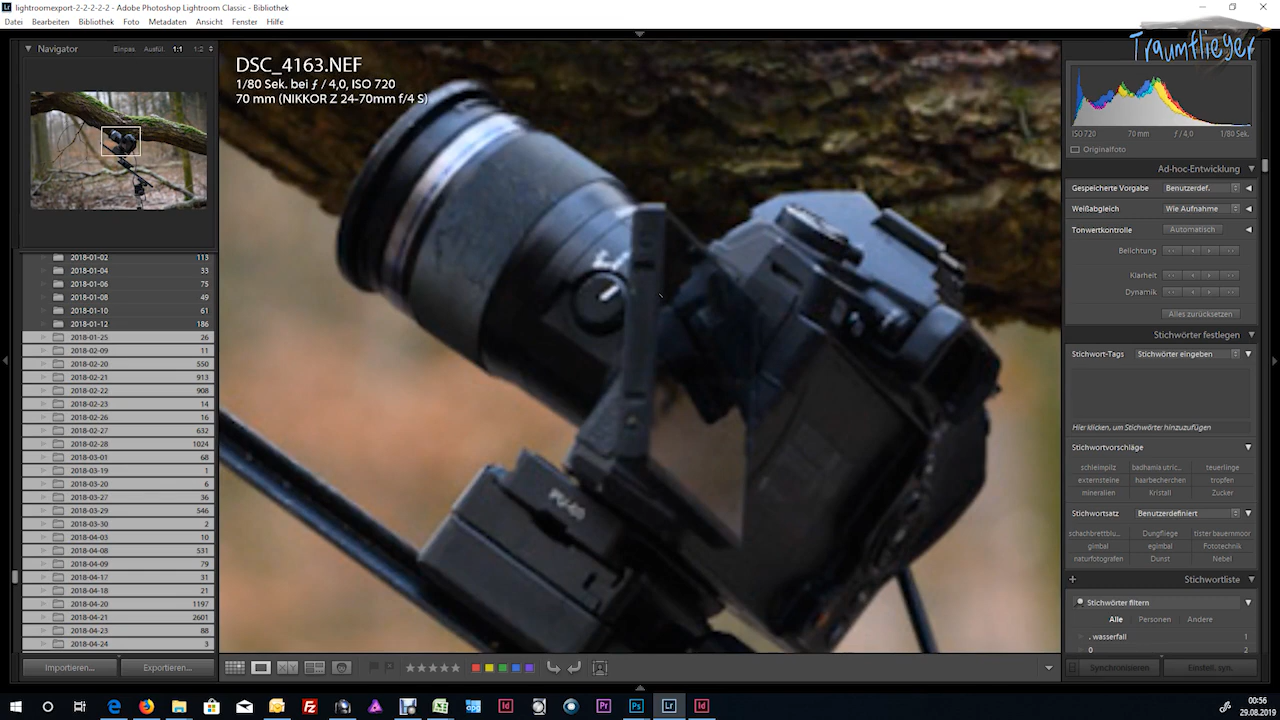 lightroomexport-2-2-2-2-2 - Adobe Photoshop Lightroom Classic - Bibliothek
Datei Bearbeiten Bibliothek Foto Metadaten Ansicht Fenster Hilfe
Traumflieger
Navigator Einpas. Ausfül. 1:1 1:2
DSC_4163.NEF
1/80 Sek. bei ƒ / 4,0, ISO 720
70 mm (NIKKOR Z 24-70mm f/4 S)
PU-60
2018-01-02 113
2018-01-04 33
2018-01-06 75
2018-01-08 49
2018-01-10 61
2018-01-12 186
2018-01-25 26
2018-02-09 11
2018-02-20 550
2018-02-21 913
2018-02-22 908
2018-02-23 14
2018-02-26 16
2018-02-27 632
2018-02-28 1024
2018-03-01 68
2018-03-19 1
2018-03-20 6
2018-03-27 36
2018-03-29 546
2018-03-30 2
2018-04-03 10
2018-04-08 531
2018-04-09 79
2018-04-17 31
2018-04-18 21
2018-04-20 1197
2018-04-21 2601
2018-04-23 88
2018-04-24 3
Importieren... Exportieren...
ISO 720 70 mm ƒ / 4,0 1/80 Sek.
Originalfoto
Ad-hoc-Entwicklung
Gespeicherte Vorgabe Benutzerdef.
Weißabgleich Wie Aufnahme
Tonwertkontrolle Automatisch
Belichtung
Klarheit
Dynamik
Alles zurücksetzen
Stichwörter festlegen
Stichwort-Tags Stichwörter eingeben
Hier klicken, um Stichwörter hinzuzufügen
Stichwortvorschläge
schleimpilz badhamia utric... teuerlinge
externsteine haarbecherchen tropfen
mineralien Kristall Zucker
Stichwortsatz Benutzerdefiniert
schachbrettblu... Dungfliege tister bauernmoor
gimbal egimbal Fototechnik
naturfotografen Dunst Nebel
Stichwortliste
Stichwörter filtern
Alle Personen Andere
. wasserfall 1
0 2
Synchronisieren Einstell. syn.
00:56
29.08.2019